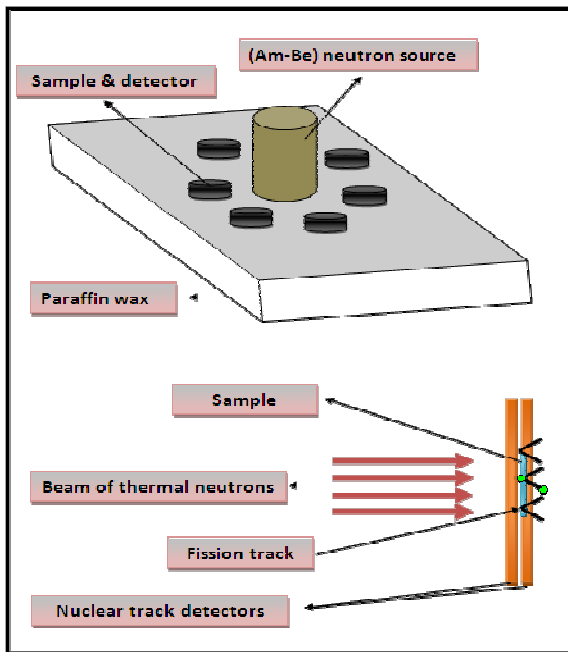 (Am-Be) neutron source
Sample & detector
Paraffin wax
Sample
Beam of thermal neutrons
Fission track
Nuclear track detectors